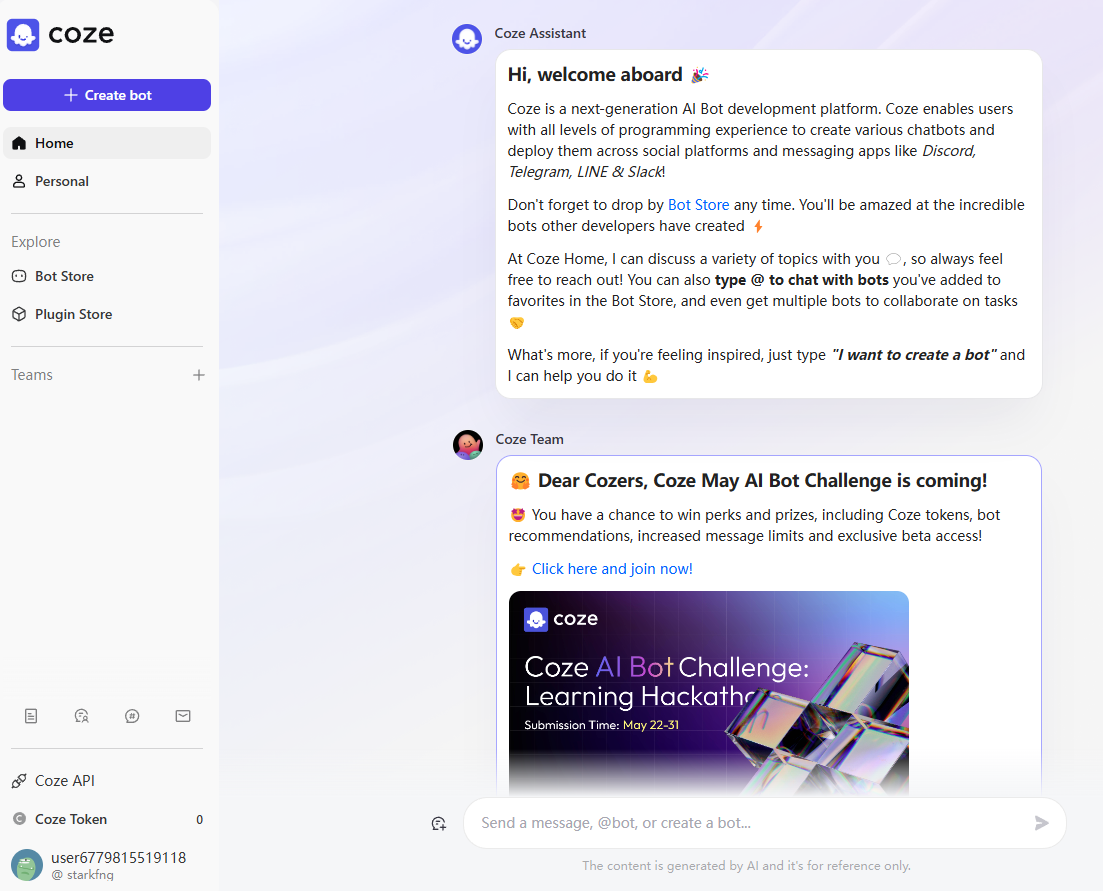 coze
Create bot
Home
Personal
Explore
Bot Store
Plugin Store
Teams
Coze API
Coze Token 0
user6779815519118
@ starkfng
Coze Assistant
Hi, welcome aboard 🎉
Coze is a next-generation AI Bot development platform. Coze enables users
with all levels of programming experience to create various chatbots and
deploy them across social platforms and messaging apps like Discord,
Telegram, LINE & Slack!
Don't forget to drop by Bot Store any time. You'll be amazed at the incredible
bots other developers have created ⚡
At Coze Home, I can discuss a variety of topics with you 💬, so always feel
free to reach out! You can also type @ to chat with bots you've added to
favorites in the Bot Store, and even get multiple bots to collaborate on tasks
🤝
What's more, if you're feeling inspired, just type "I want to create a bot" and
I can help you do it 💪
Coze Team
🤗 Dear Cozers, Coze May AI Bot Challenge is coming!
🤩 You have a chance to win perks and prizes, including Coze tokens, bot
recommendations, increased message limits and exclusive beta access!
👉 Click here and join now!
coze
Coze AI Bot Challenge:
Learning Hackatho
Submission Time: May 22-31
Send a message, @bot, or create a bot...
The content is generated by AI and it's for reference only.